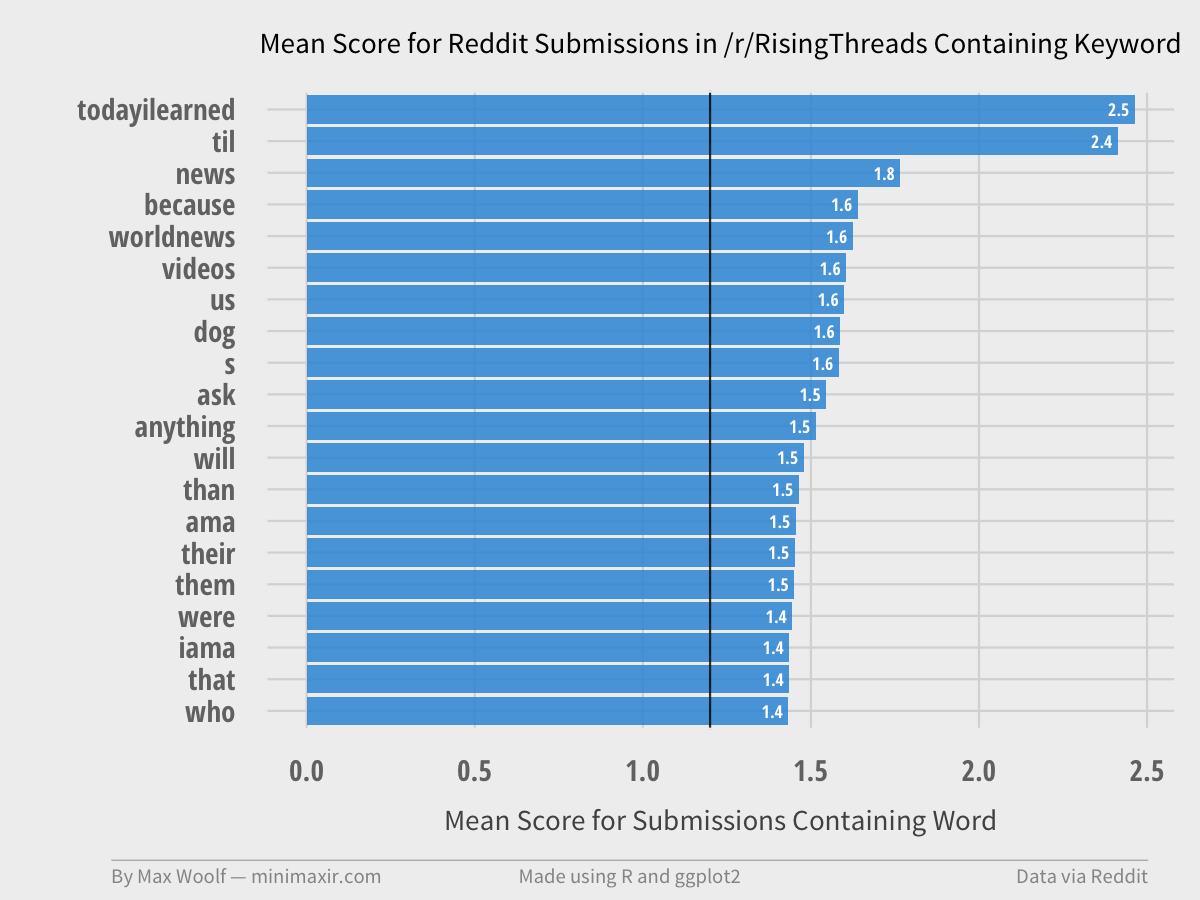 Mean Score for Reddit Submissions in /r/RisingThreads Containing Keyword
todayilearned 2.5
til 2.4
news 1.8
because 1.6
worldnews 1.6
videos 1.6
us 1.6
dog 1.6
s 1.6
ask 1.5
anything 1.5
will 1.5
than 1.5
ama 1.5
their 1.5
them 1.5
were 1.4
iama 1.4
that 1.4
who 1.4
0.0 0.5 1.0 1.5 2.0 2.5
Mean Score for Submissions Containing Word
By Max Woolf — minimaxir.com Made using R and ggplot2 Data via Reddit